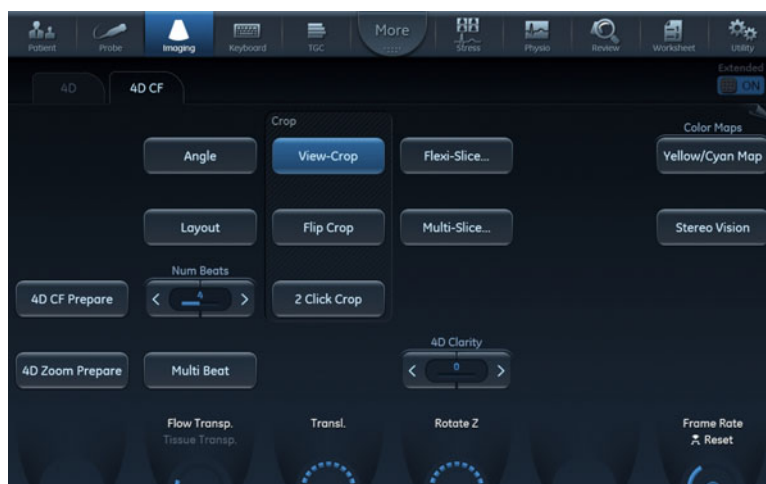 Patient
Probe
Imaging
Keyboard
TGC
More
Stress
Physio
Review
Worksheet
Utility
4D
4D CF
Extended
ON
Crop
Color Maps
Angle
View-Crop
Flexi-Slice...
Yellow/Cyan Map
Layout
Flip Crop
Multi-Slice...
Stereo Vision
Num Beats
4D CF Prepare
< 4 >
2 Click Crop
4D Clarity
4D Zoom Prepare
Multi Beat
< 0 >
Flow Transp.
Tissue Transp.
Transl.
Rotate Z
Frame Rate
Reset